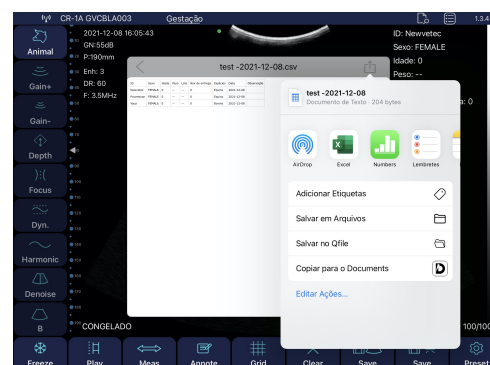 CR-1A GVCBLA003
Gestação
1.3.4
Animal
Gain+
Gain-
Depth
Focus
Dyn.
Harmonic
Denoise
B
2021-12-08 16:05:43
GN:55dB
P:190mm
Enh: 3
DR: 60
F: 3.5MHz
ID: Newvetec
Sexo: FEMALE
Idade: 0
Peso: --
a: 0
test -2021-12-08.csv
test -2021-12-08
Documento de Texto · 204 bytes
AirDrop
Excel
Numbers
Lembretes
Adicionar Etiquetas
Salvar em Arquivos
Salvar no Qfile
Copiar para o Documents
Editar Ações...
CONGELADO
100/100
Freeze
Play
Meas
Annote
Grid
Clear
Save
Save
Preset